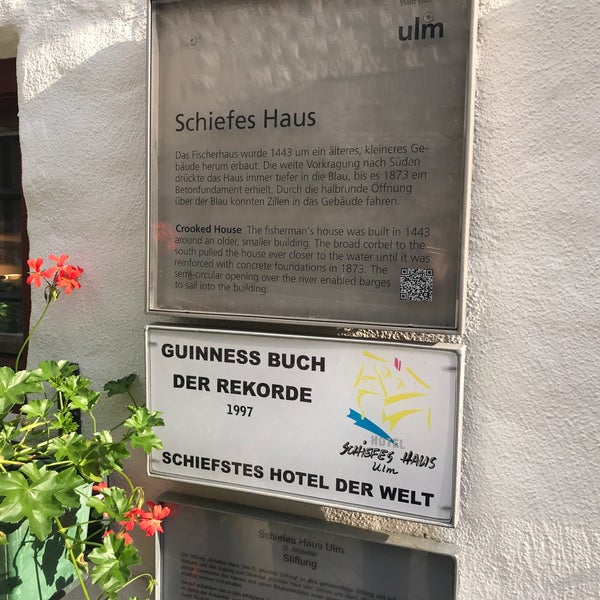 Stadt Ulm
ulm
Schiefes Haus
Das Fischerhaus wurde 1443 um ein älteres, kleineres Ge-
bäude herum erbaut. Die weite Vorkragung nach Süden
drückte das Haus immer tiefer in die Blau, bis es 1873 ein
Betonfundament erhielt. Durch die halbrunde Öffnung
über der Blau konnten Zillen in das Gebäude fahren.
Crooked House The fisherman's house was built in 1443
around an older, smaller building. The broad corbel to the
south pulled the house ever closer to the water until it was
reinforced with concrete foundations in 1873. The
semi-circular opening over the river enabled barges
to sail into the building.
GUINNESS BUCH
DER REKORDE
1997
HOTEL
SCHIEFES HAUS
Ulm
SCHIEFSTES HOTEL DER WELT
Schiefes Haus Ulm
Stiftung